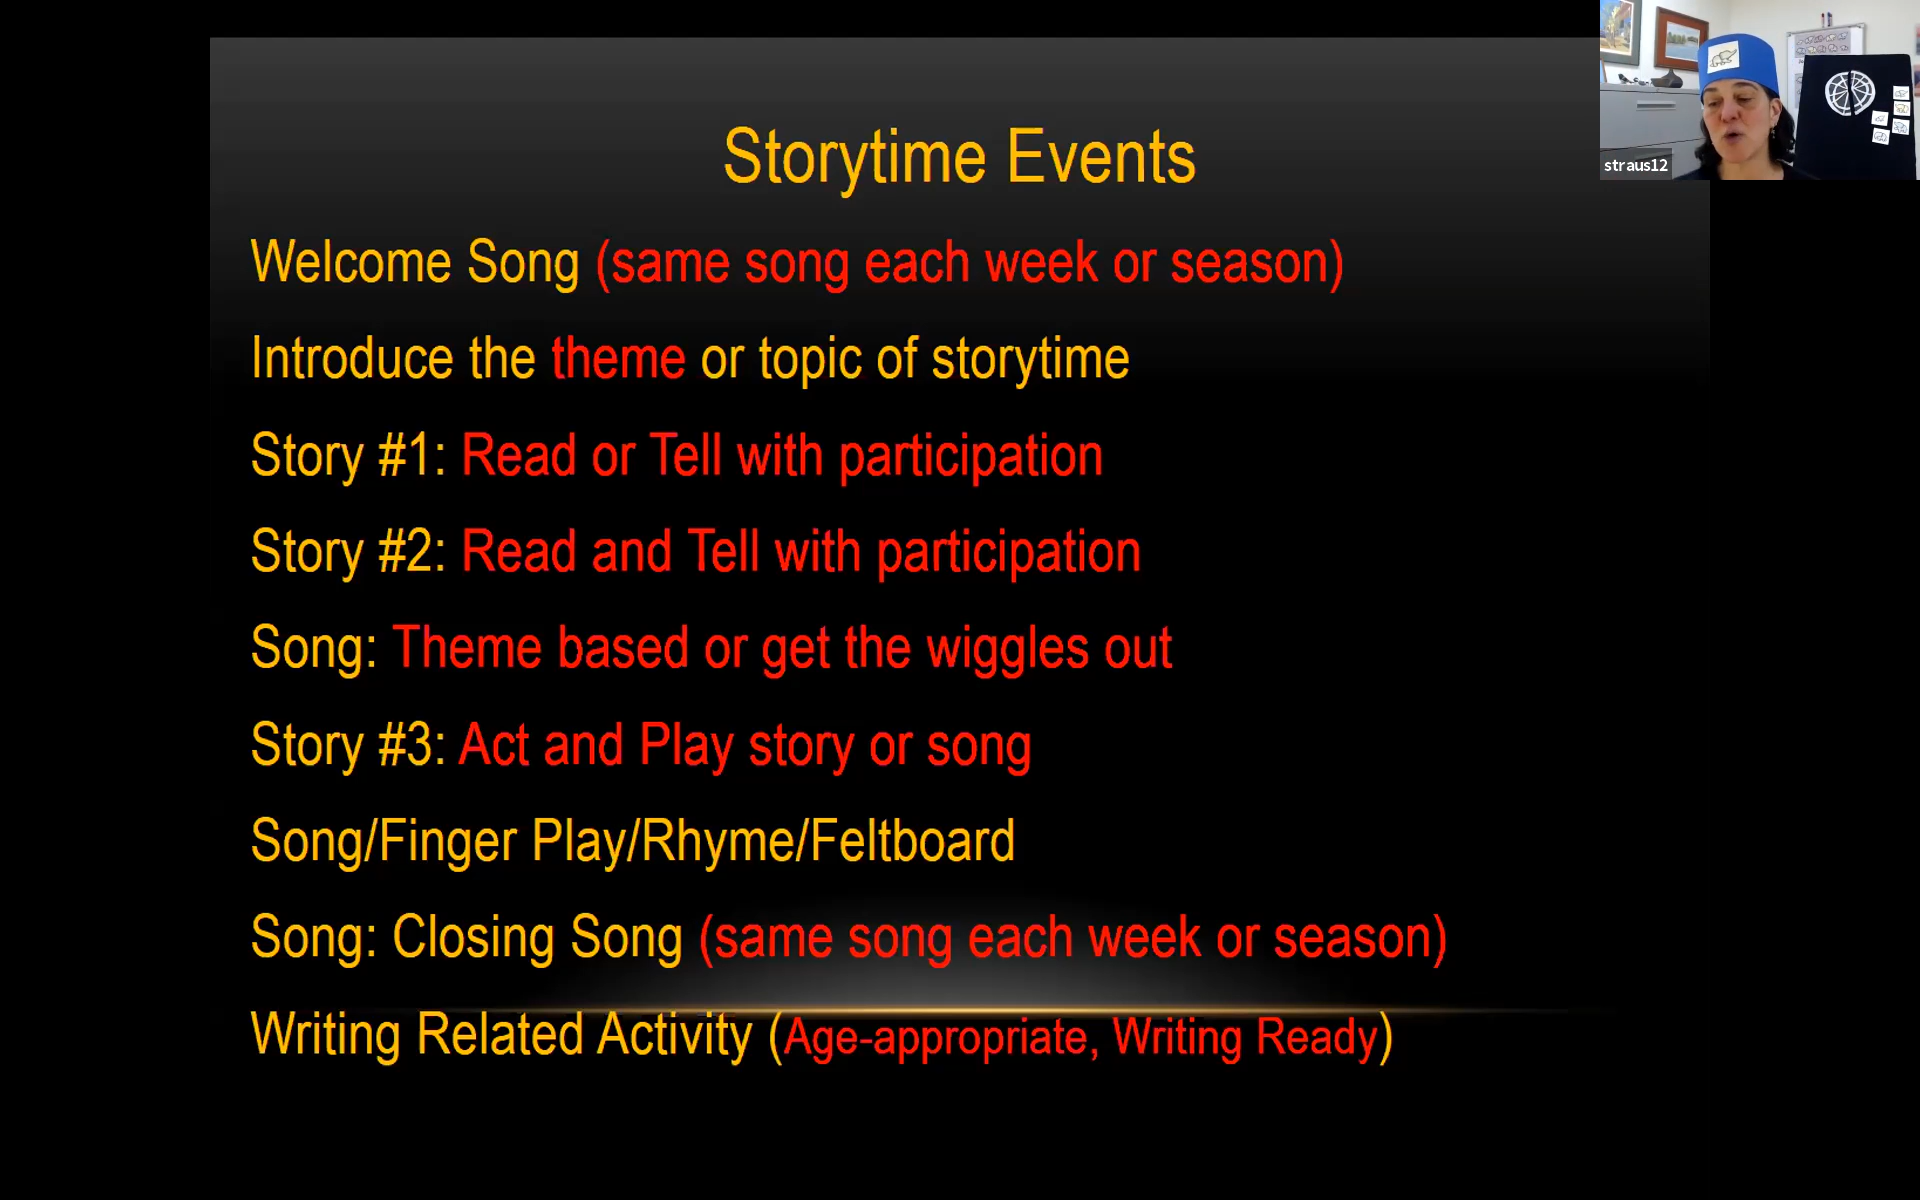 Storytime Events
Welcome Song (same song each week or season)
Introduce the theme or topic of storytime
Story #1: Read or Tell with participation
Story #2: Read and Tell with participation
Song: Theme based or get the wiggles out
Story #3: Act and Play story or song
Song/Finger Play/Rhyme/Feltboard
Song: Closing Song (same song each week or season)
Writing Related Activity (Age-appropriate, Writing Ready)
straus12